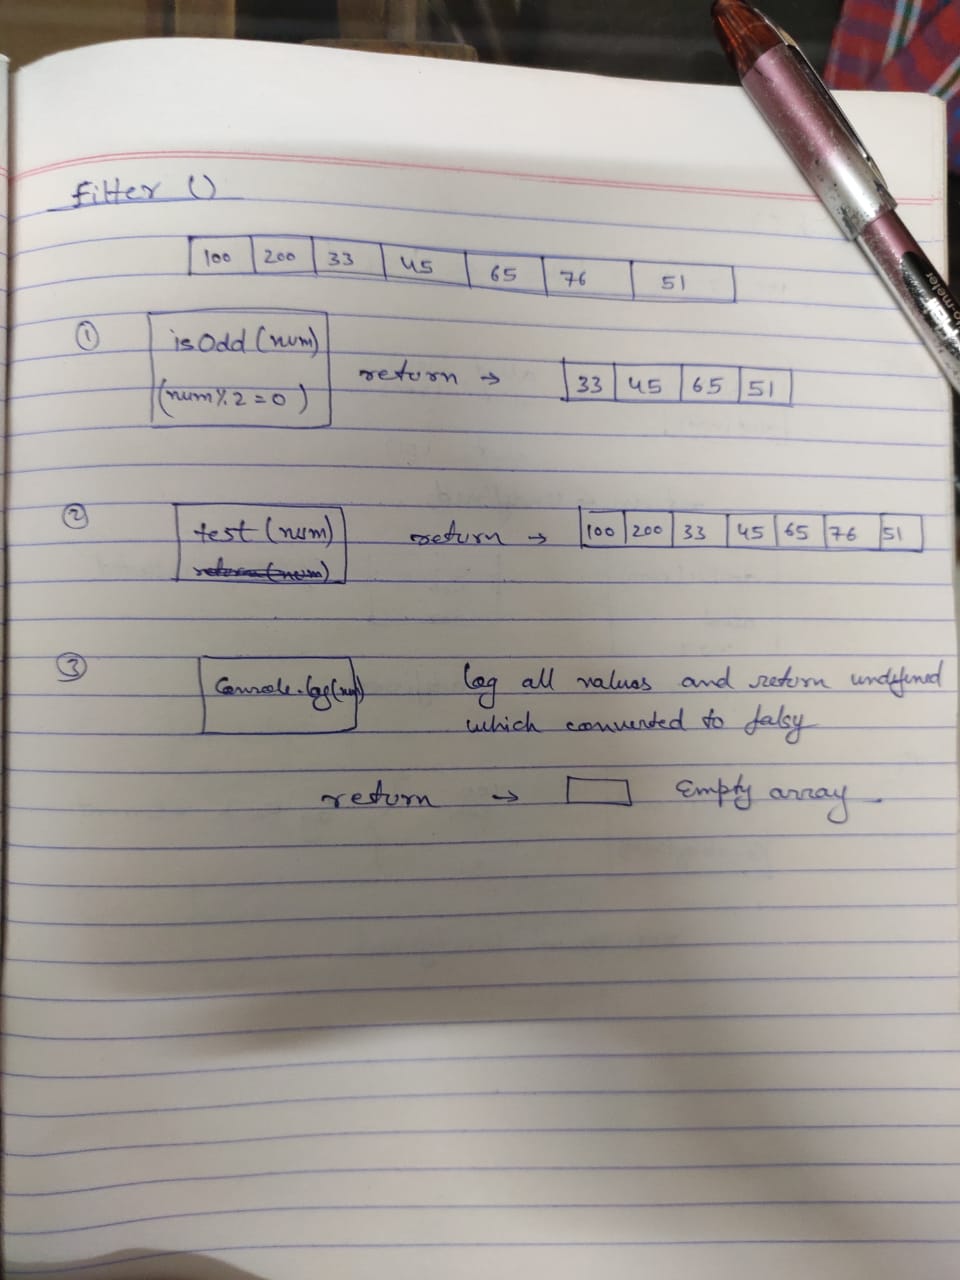 filter ()
100 200 33 45 65 76 51
① isOdd (num)
(num % 2 = 0) return → 33 45 65 51
② test (num) return → 100 200 33 45 65 76 51
return (num)
③ Console.log(num) log all values and return undefined
which converted to falsy
return → Empty array